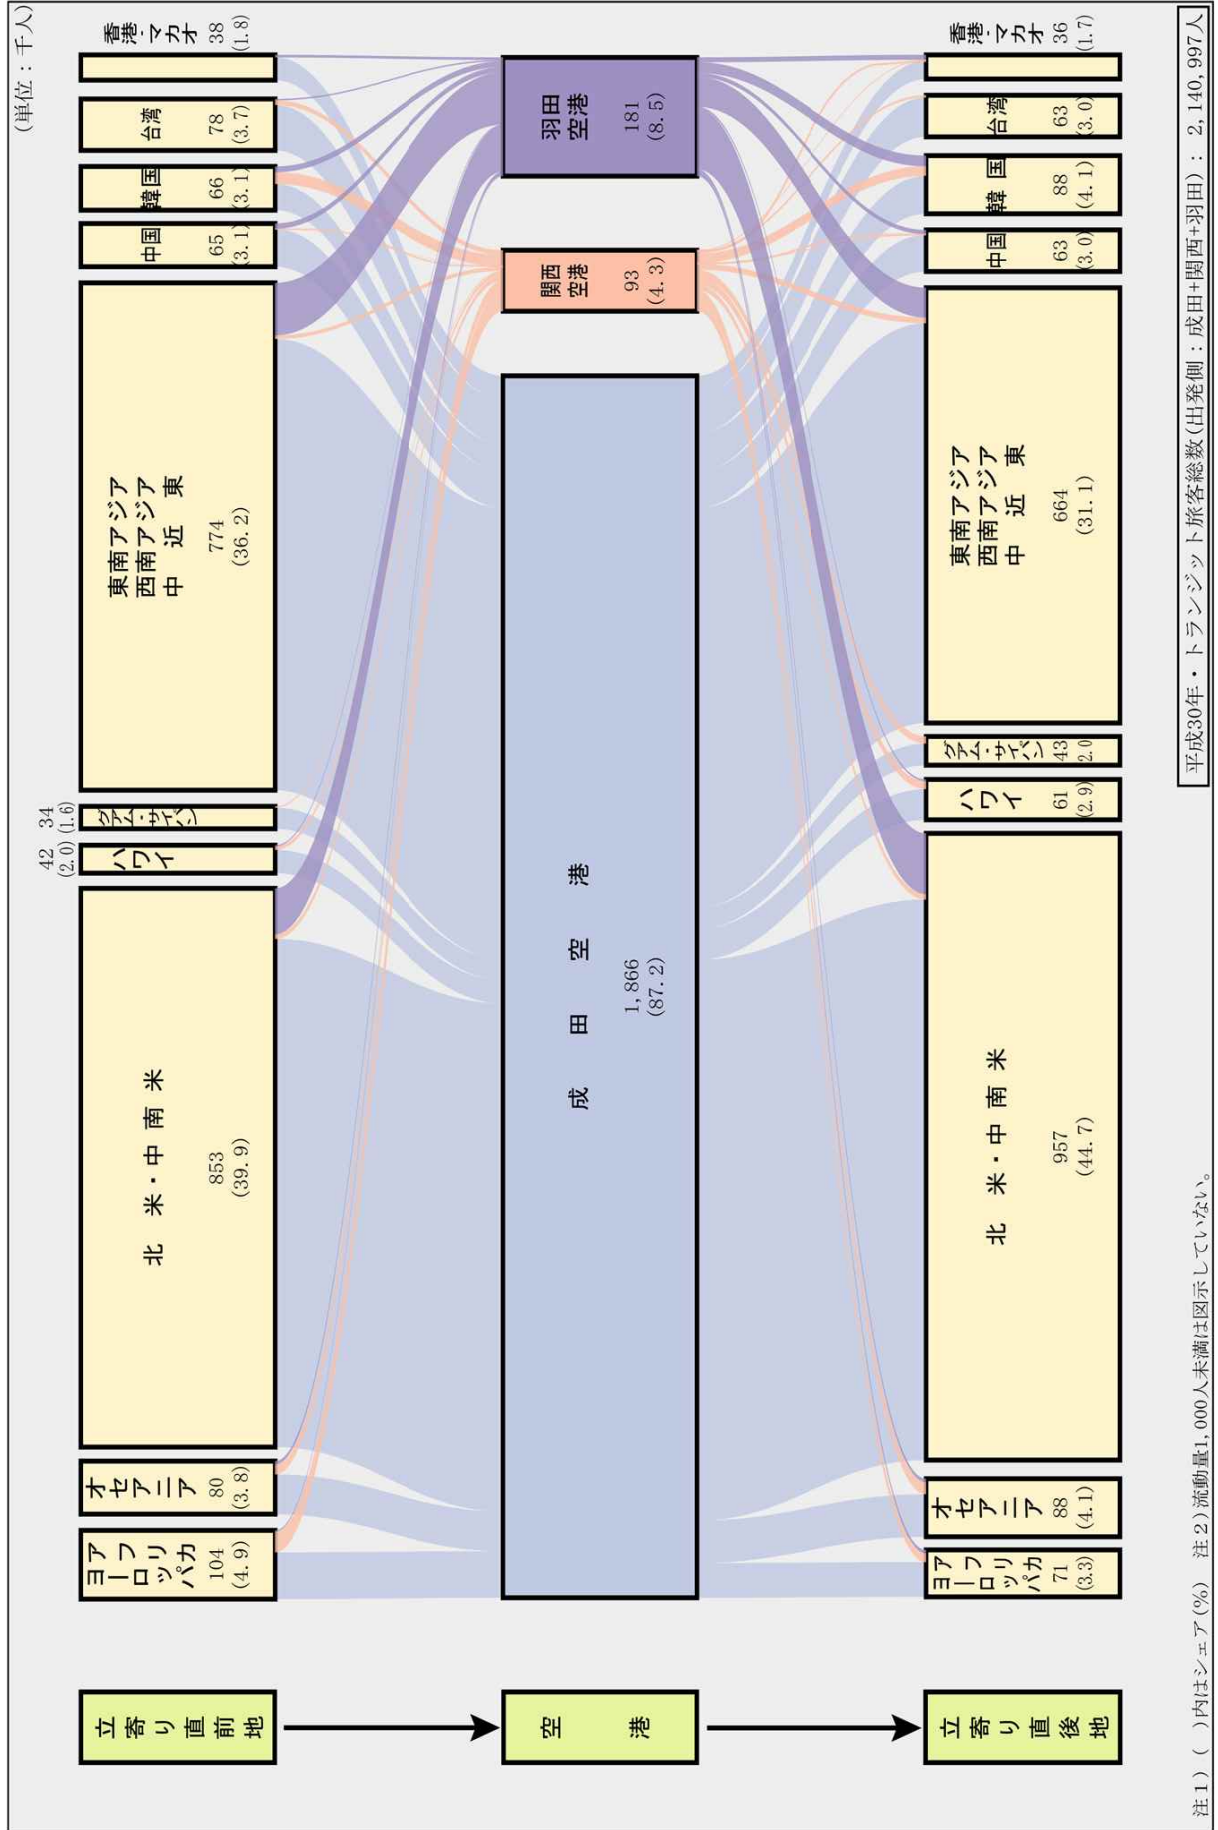 (単位：千人)
立寄り直前地
ヨーロッパ
アフリカ
104
(4.9)
オセアニア
80
(3.8)
北米・中南米
853
(39.9)
ハワイ
42
(2.0)
グアム・サイパン
34
(1.6)
東南アジア
西南アジア
中近東
774
(36.2)
中国
65
(3.1)
韓国
66
(3.1)
台湾
78
(3.7)
香港・マカオ
38
(1.8)
空港
成田空港
1,866
(87.2)
関西
空港
93
(4.3)
羽田
空港
181
(8.5)
立寄り直後地
ヨーロッパ
アフリカ
71
(3.3)
オセアニア
88
(4.1)
北米・中南米
957
(44.7)
ハワイ
61
(2.9)
グアム・サイパン
43
2.0
東南アジア
西南アジア
中近東
664
(31.1)
中国
63
(3.0)
韓国
88
(4.1)
台湾
63
(3.0)
香港・マカオ
36
(1.7)
平成30年・トランジット旅客総数(出発側：成田+関西+羽田)： 2,140,997人
注1) ( )内はシェア(%) 注2)流動量1,000人未満は図示していない。